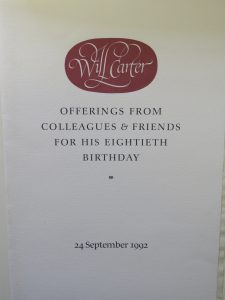 Will Carter
OFFERINGS FROM
COLLEAGUES & FRIENDS
FOR HIS EIGHTIETH
BIRTHDAY
24 September 1992